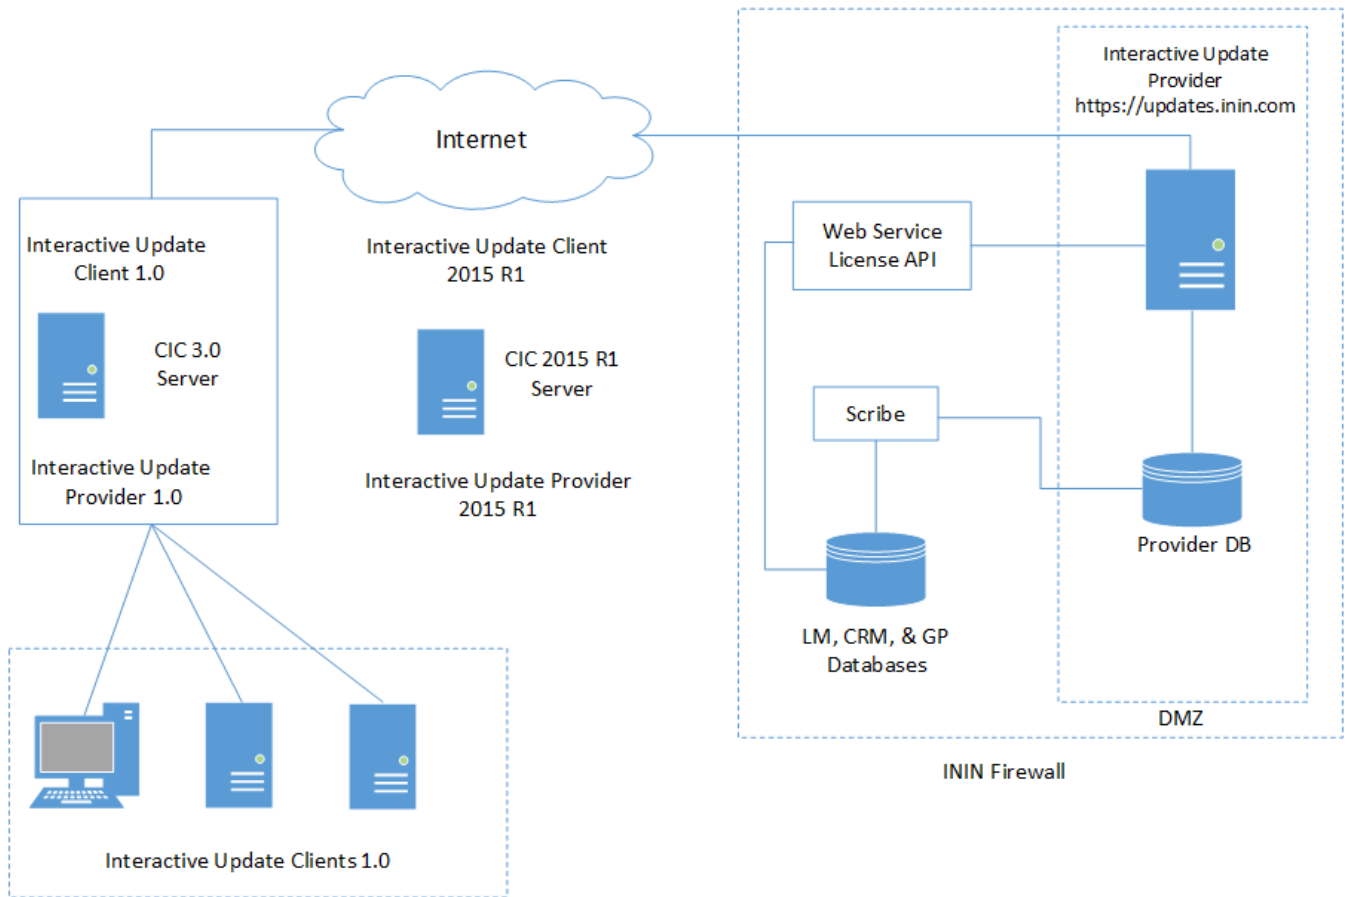 Interactive Update
Provider
https://updates.inin.com
Internet
Interactive Update
Client 1.0
CIC 3.0
Server
Interactive Update
Provider 1.0
Interactive Update Client
2015 R1
CIC 2015 R1
Server
Interactive Update Provider
2015 R1
Web Service
License API
Scribe
Provider DB
LM, CRM, & GP
Databases
DMZ
ININ Firewall
Interactive Update Clients 1.0